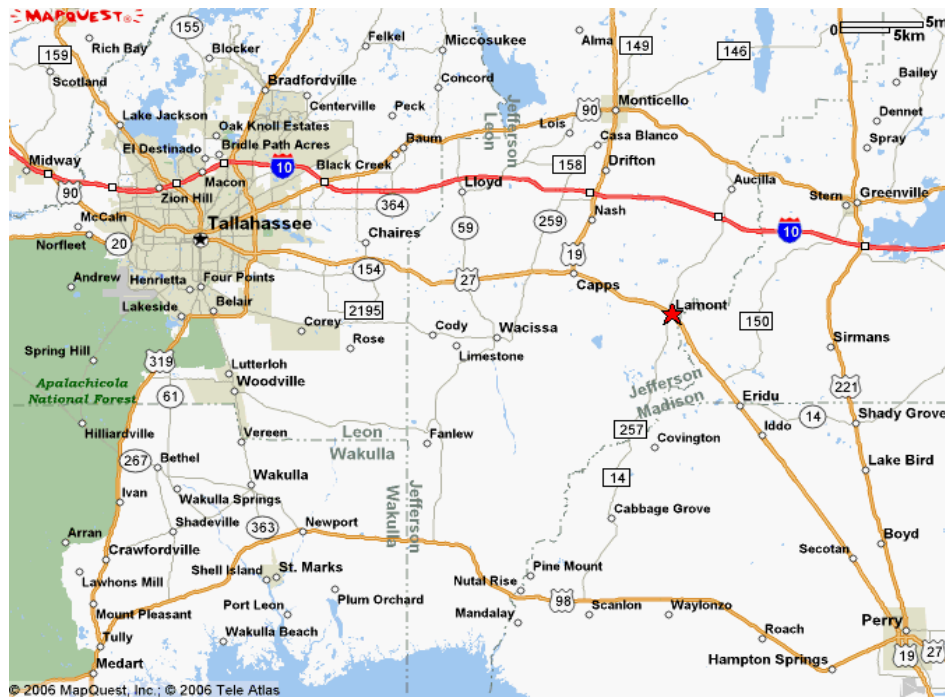 MAPQUEST
0
5m
5km
155
159
149
146
Rich Bay
Blocker
Felkel
Miccosukee
Alma
Scotland
Bradfordville
Concord
Bailey
Centerville
Peck
90
Monticello
Jefferson
Leon
Lake Jackson
Oak Knoll Estates
Lois
Casa Blanco
Dennet
El Destinado
Bridle Path Acres
Baum
Spray
Midway
10
Black Creek
158
Drifton
Macon
Lloyd
Aucilla
90
Zion Hill
364
Stern
Greenville
McCain
Tallahassee
59
259
Nash
10
Norfleet
20
Chaires
19
154
27
Andrew
Henrietta
Four Points
Capps
Lakeside
Belair
2195
Lamont
Corey
Cody
Wacissa
150
Spring Hill
319
Rose
Limestone
Sirmans
Lutterloh
Apalachicola
National Forest
Woodville
61
Jefferson
Madison
221
Eridu
14
Shady Grove
Hilliardville
Vereen
Leon
Wakulla
Fanlew
257
Iddo
Covington
267
Bethel
Wakulla
Lake Bird
14
Ivan
Wakulla Springs
Jefferson
Wakulla
Cabbage Grove
Shadeville
363
Newport
Arran
Boyd
Crawfordville
Secotan
Shell Island
St. Marks
Pine Mount
Lawhons Mill
Nutal Rise
Plum Orchard
98
Mount Pleasant
Port Leon
Mandalay
Scanlon
Waylonzo
Perry
Tully
Wakulla Beach
Roach
19
27
Medart
Hampton Springs
© 2006 MapQuest, Inc.; © 2006 Tele Atlas